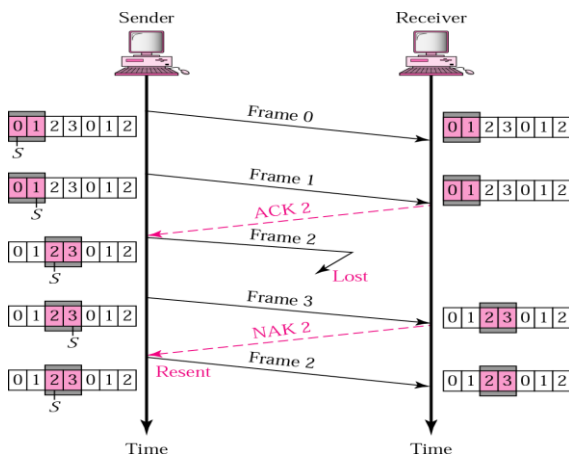 Sender Receiver
Frame 0
0 1 2 3 0 1 2
0 1 2 3 0 1 2
S
Frame 1
0 1 2 3 0 1 2
0 1 2 3 0 1 2
S
ACK 2
Frame 2
0 1 2 3 0 1 2
S
Lost
Frame 3
0 1 2 3 0 1 2
0 1 2 3 0 1 2
S
NAK 2
Frame 2
Resent
0 1 2 3 0 1 2
0 1 2 3 0 1 2
S
Time Time